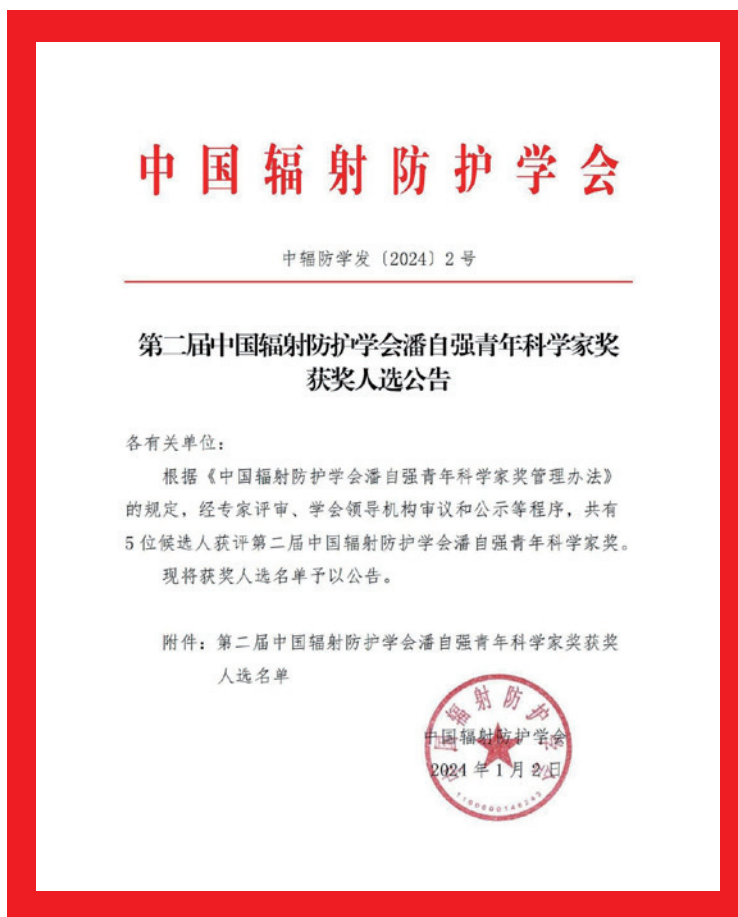 中国辐射防护学会
中辐防学发〔2024〕2号
第二届中国辐射防护学会潘自强青年科学家奖
获奖人选公告
各有关单位：
根据《中国辐射防护学会潘自强青年科学家奖管理办法》
的规定，经专家评审、学会领导机构审议和公示等程序，共有
5位候选人获评第二届中国辐射防护学会潘自强青年科学家奖。
现将获奖人选名单予以公告。
附件：第二届中国辐射防护学会潘自强青年科学家奖获奖
人选名单
中国辐射防护学会
2024年1月2日
中国辐射防护学会